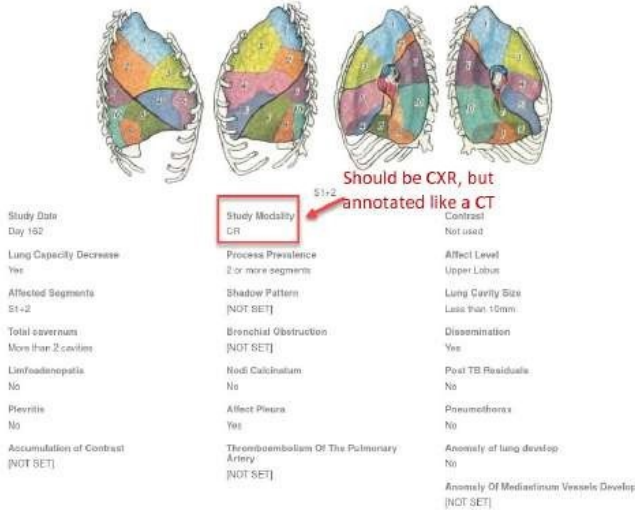 S1+2
Should be CXR, but
annotated like a CT
Study Date
Day 162
Study Modality
CR
Contrast
Not used
Lung Capacity Decrease
Yes
Process Prevalence
2 or more segments
Affect Level
Upper Lobus
Affected Segments
S1+2
Shadow Pattern
[NOT SET]
Lung Cavity Size
Less than 10mm
Total cavernum
More than 2 cavities
Bronchial Obstruction
[NOT SET]
Dissemination
Yes
Limfoadenopatia
No
Nodi Calcinatum
No
Post TB Residuals
No
Plevritis
No
Affect Pleura
Yes
Pneumothorax
No
Accumulation of Contrast
[NOT SET]
Thromboembolism Of The Pulmonary
Artery
[NOT SET]
Anomaly of lung develop
No
Anomaly Of Mediastinum Vessels Develop
[NOT SET]